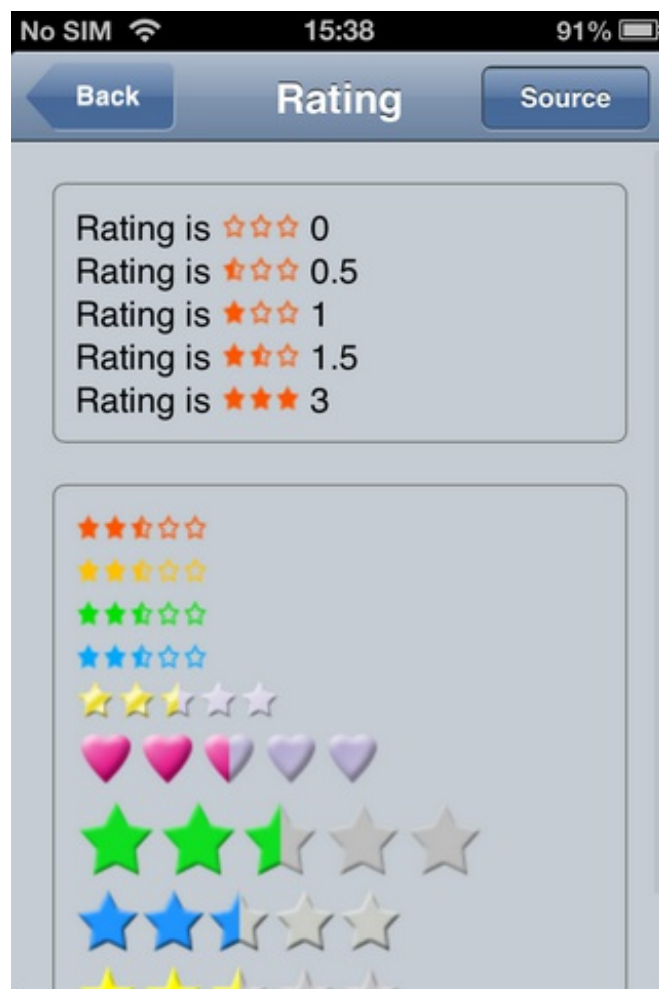 No SIM 15:38 91%
Back Rating Source
Rating is ☆☆☆ 0
Rating is ⯪☆☆ 0.5
Rating is ★☆☆ 1
Rating is ★⯪☆ 1.5
Rating is ★★★ 3